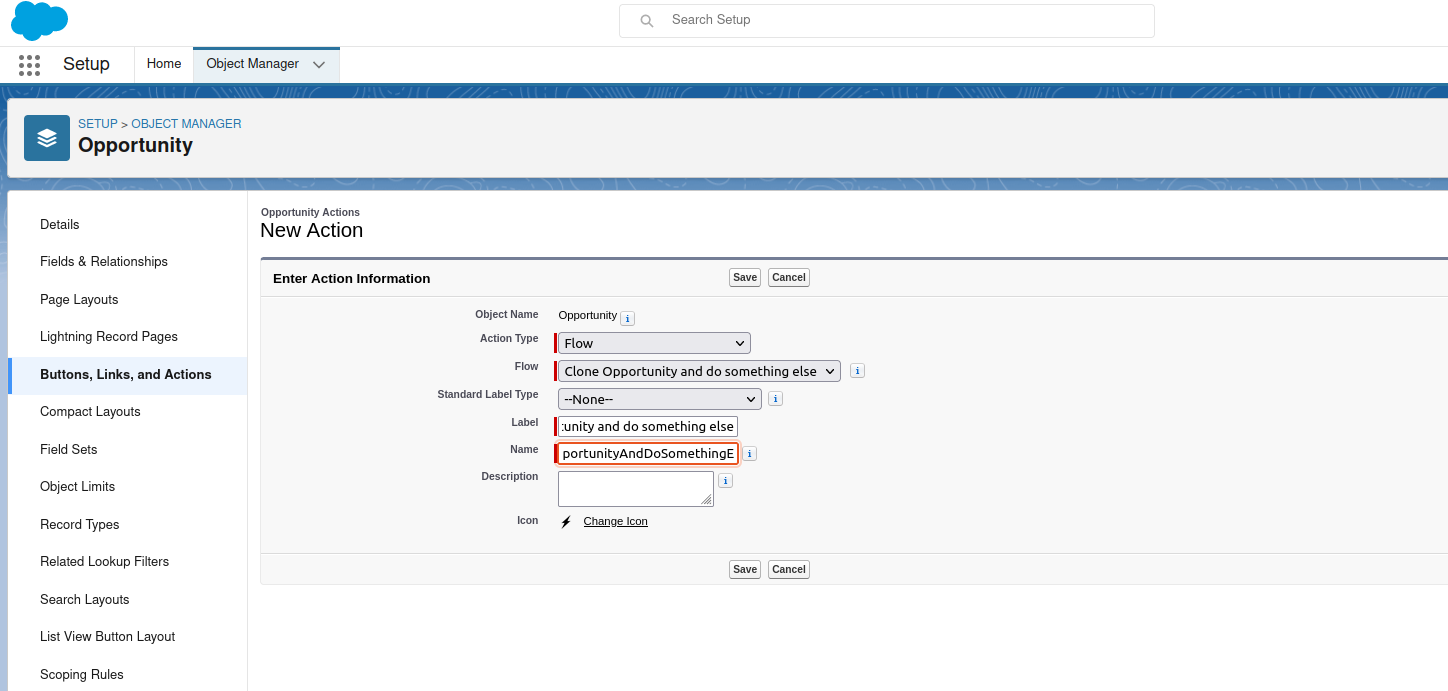 Search Setup
Setup
Home
Object Manager
SETUP > OBJECT MANAGER
Opportunity
Details
Fields & Relationships
Page Layouts
Lightning Record Pages
Buttons, Links, and Actions
Compact Layouts
Field Sets
Object Limits
Record Types
Related Lookup Filters
Search Layouts
List View Button Layout
Scoping Rules
Opportunity Actions
New Action
Enter Action Information
Save Cancel
Object Name Opportunity i
Action Type Flow
Flow Clone Opportunity and do something else i
Standard Label Type --None-- i
Label unity and do something else
Name portunityAndDoSomethingE i
Description i
Icon Change Icon
Save Cancel